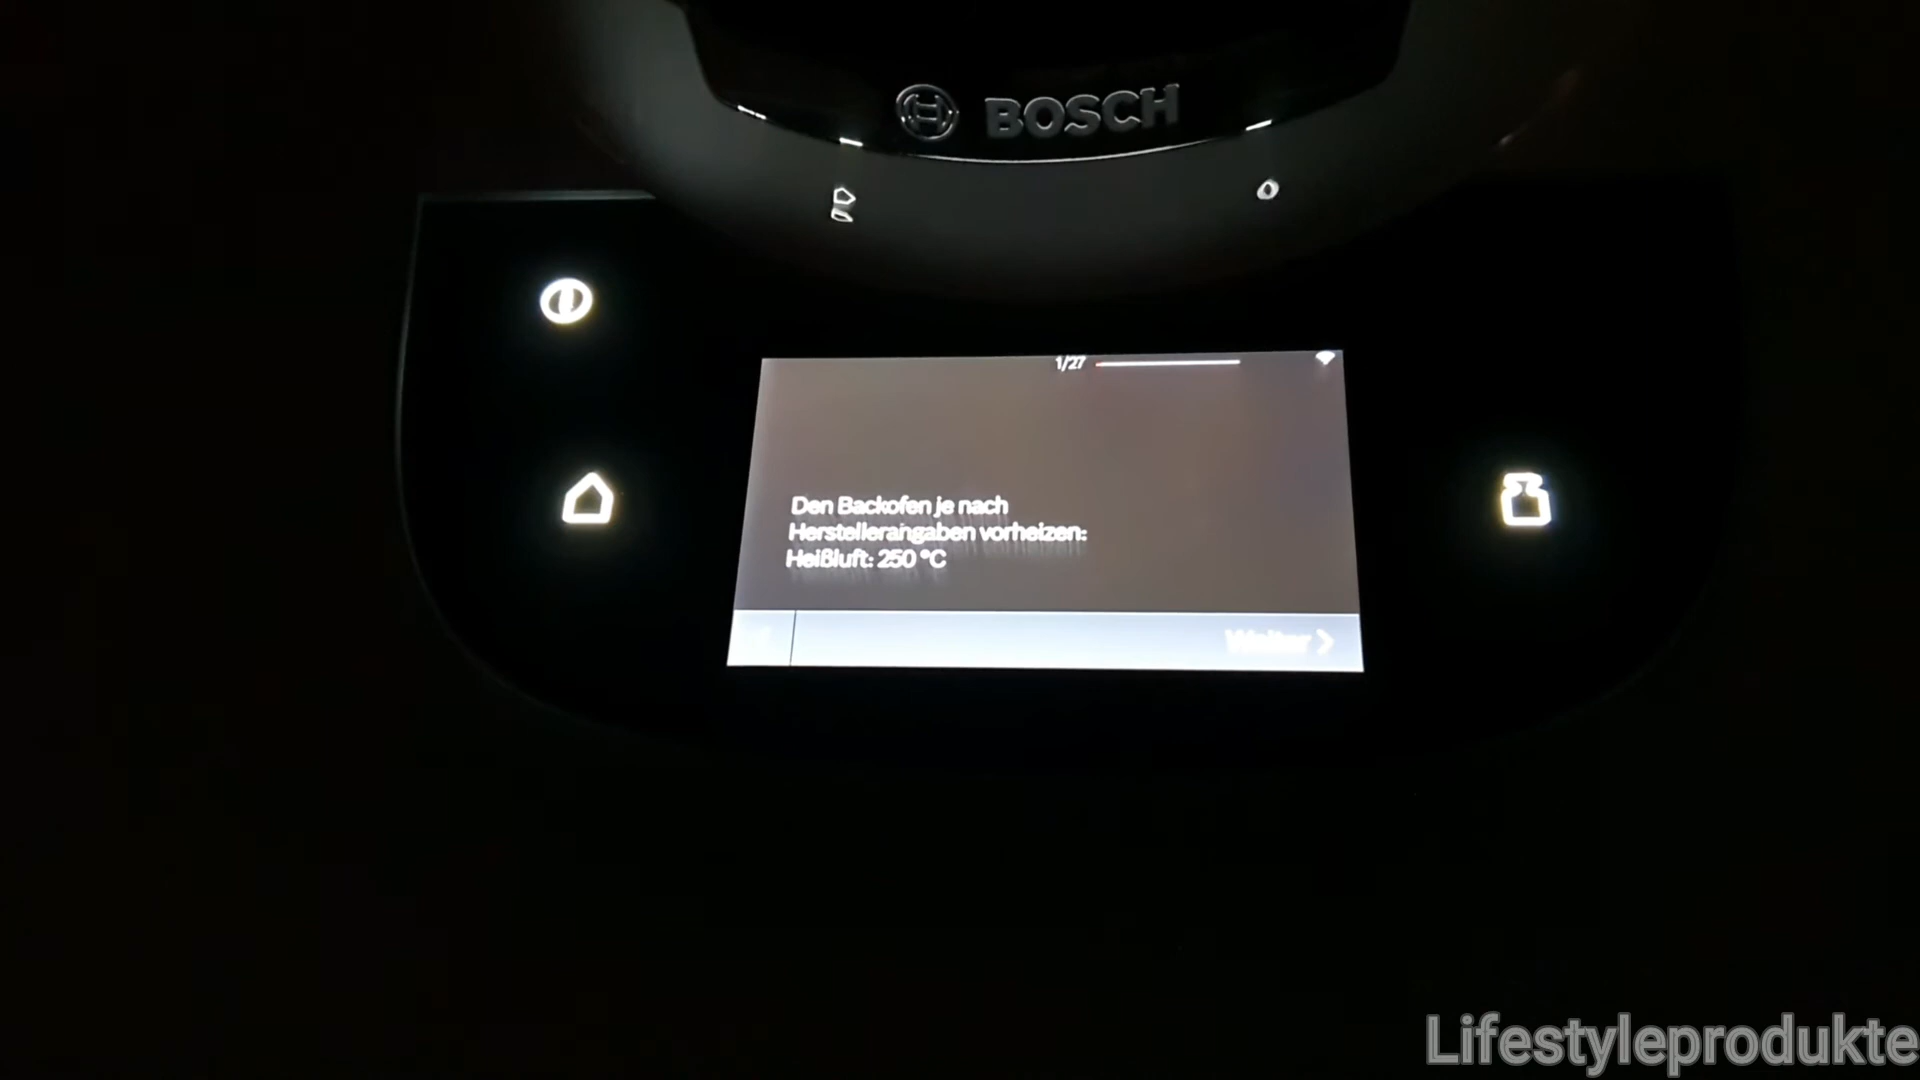 BOSCH
1/27
Den Backofen je nach
Herstellerangaben vorheizen:
Heißluft: 250 °C
Weiter
Lifestyleprodukte